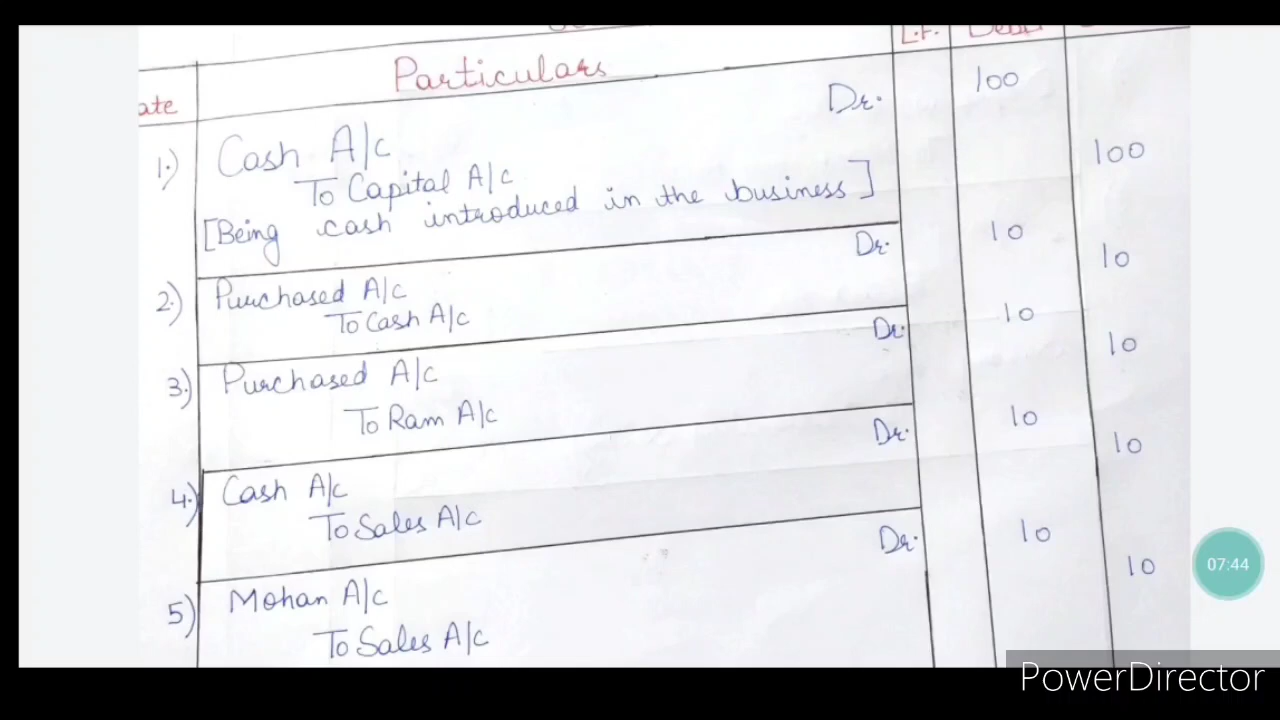 Particulars
L.F.
ate
1.) Cash A/c Dr. 100
To Capital A/c 100
[Being cash introduced in the business]
2.) Purchased A/c Dr. 10
To Cash A/c 10
3.) Purchased A/c Dr. 10
To Ram A/c 10
4.) Cash A/c Dr. 10
To Sales A/c 10
5) Mohan A/c Dr. 10
To Sales A/c 10
07:44
PowerDirector